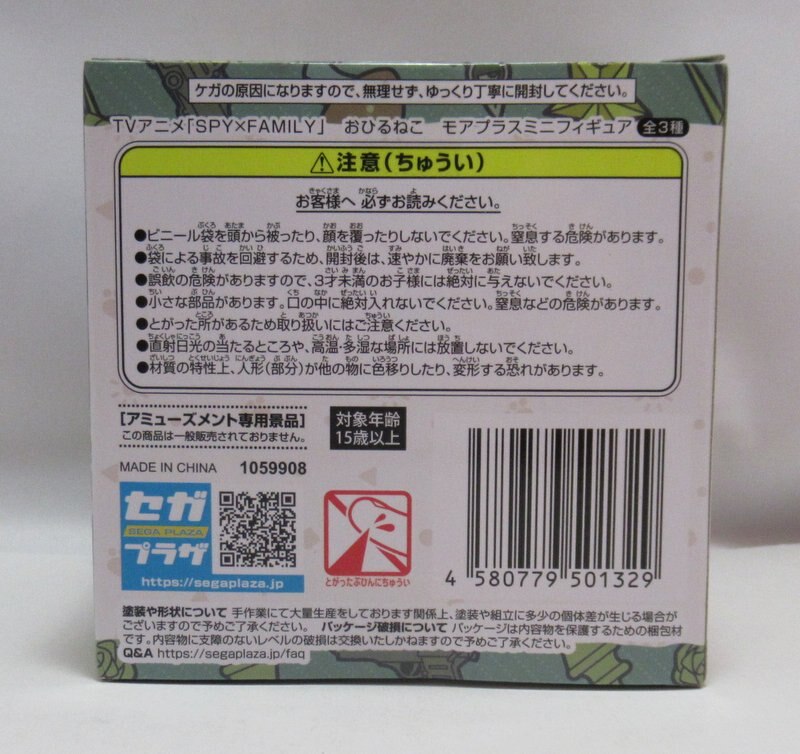 ケガの原因になりますので、無理せず、ゆっくり丁寧に開封してください。
TVアニメ「SPY×FAMILY」 おひるねこ モアプラスミニフィギュア 全3種
⚠注意(ちゅうい)
お客様へ 必ずお読みください。
●ビニール袋を頭から被ったり、顔を覆ったりしないでください。窒息する危険があります。
●袋による事故を回避するため、開封後は、速やかに廃棄をお願い致します。
●誤飲の危険がありますので、3才未満のお子様には絶対に与えないでください。
●小さな部品があります。口の中に絶対入れないでください。窒息などの危険があります。
●とがった所があるため取り扱いにはご注意ください。
●直射日光の当たるところや、高温・多湿な場所には放置しないでください。
●材質の特性上、人形(部分)が他の物に色移りしたり、変形する恐れがあります。
[アミューズメント専用景品]
この商品は一般販売されておりません。
対象年齢
15歳以上
MADE IN CHINA 1059908
セガ
SEGA PLAZA
プラザ
https://segaplaza.jp
とがったぶひんにちゅうい
4 580779 501329
塗装や形状について 手作業にて大量生産をしております関係上、塗装や組立に多少の個体差が生じる場合が
ございますので予めご了承ください。 パッケージ破損について パッケージは内容物を保護するための梱包材
です。内容物に支障のないレベルの破損は交換いたしかねますので予めご了承ください。
Q&A https://segaplaza.jp/faq